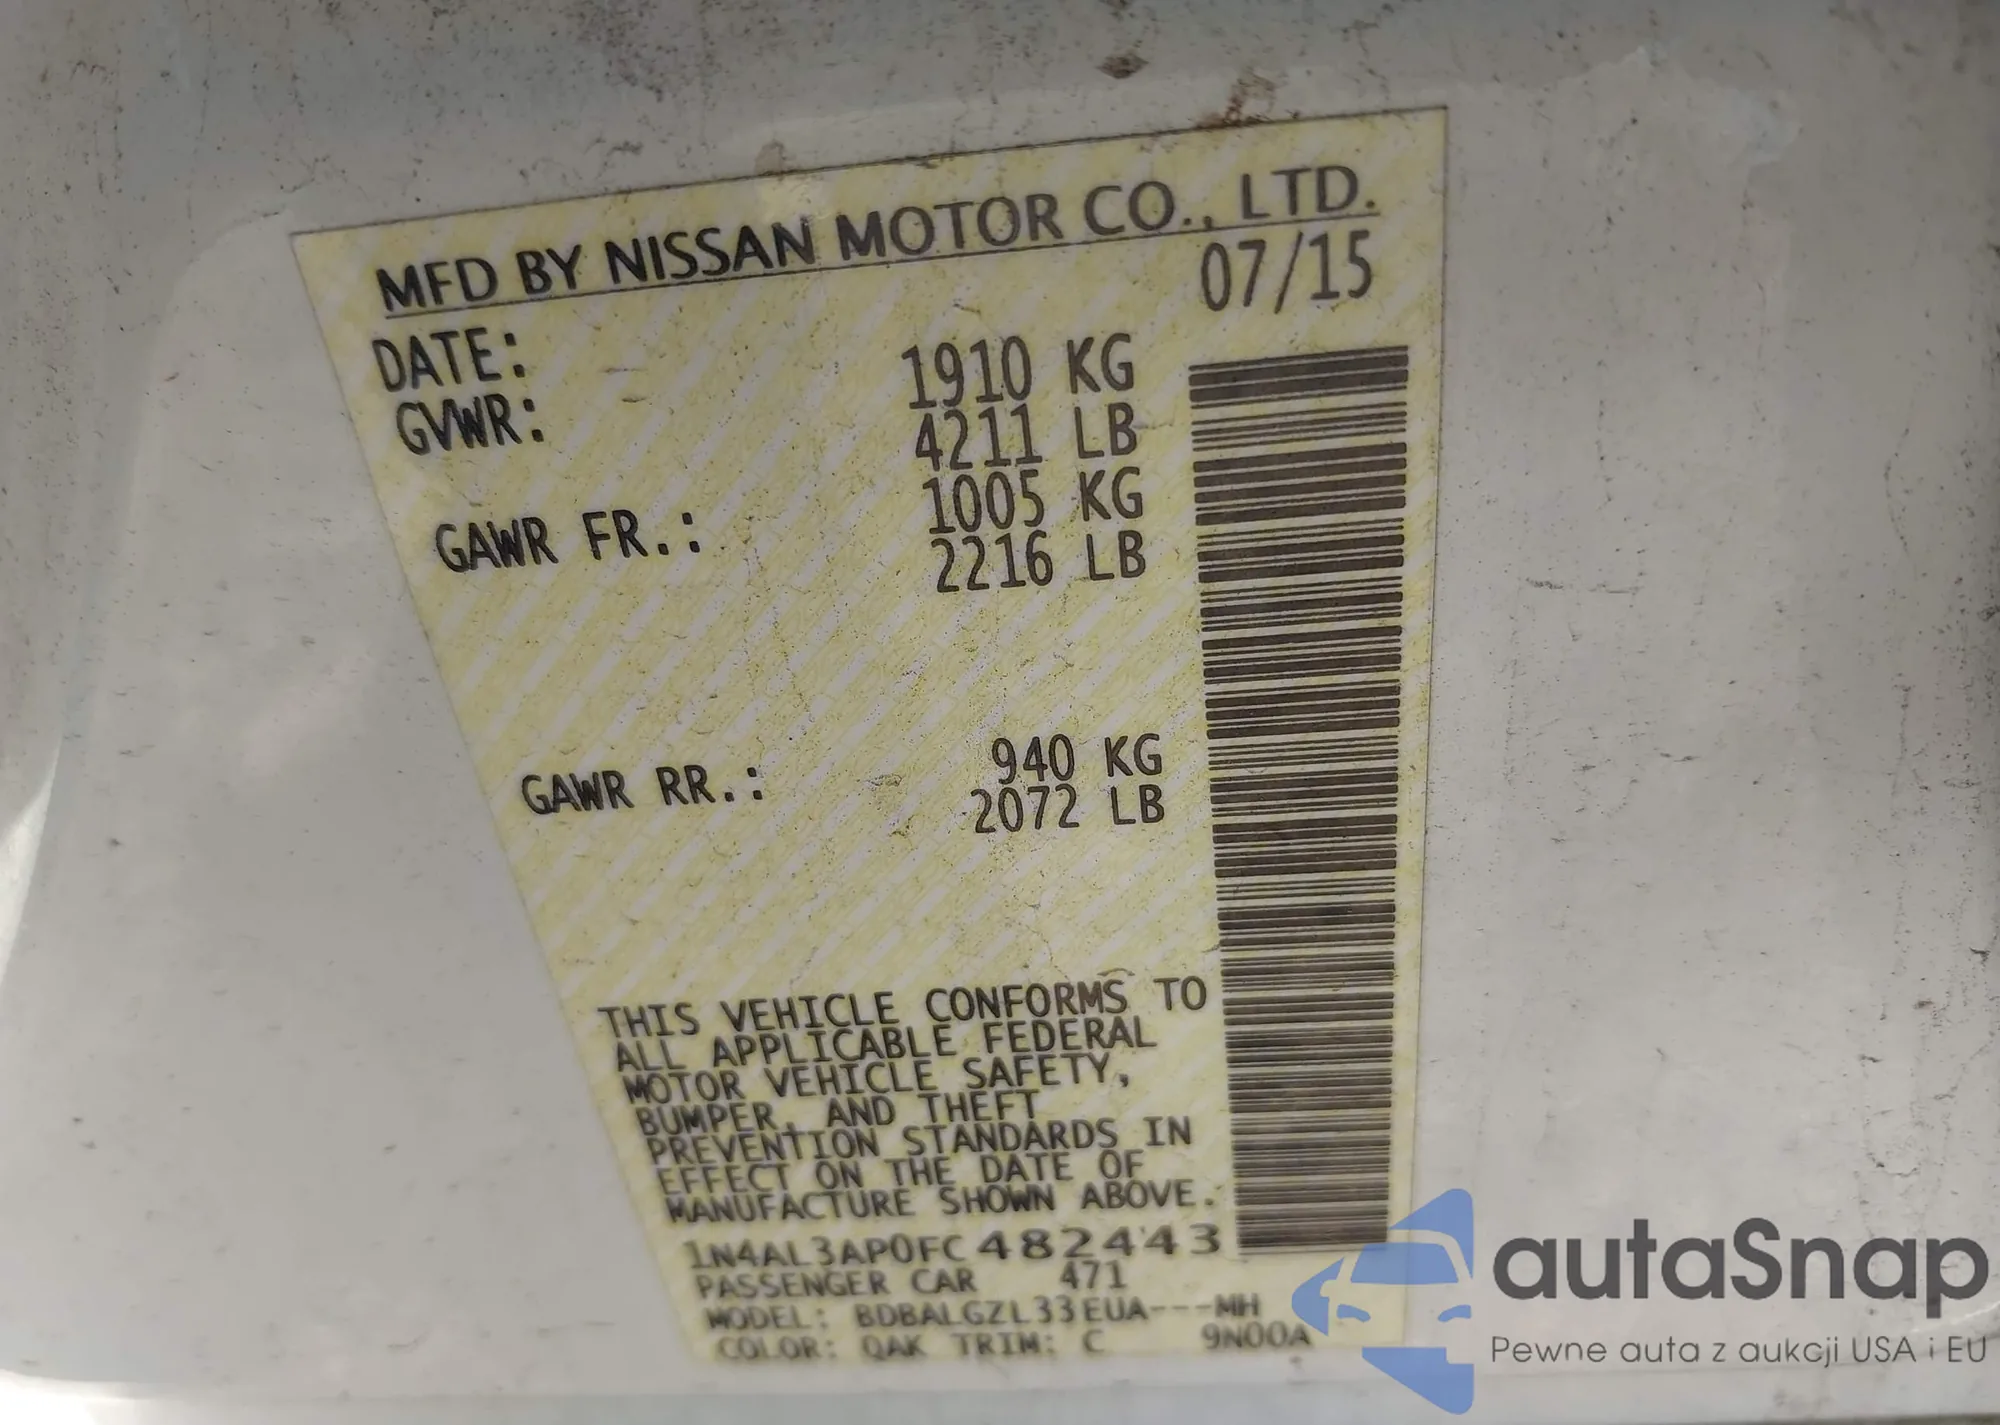 MFD BY NISSAN MOTOR CO., LTD.
DATE: 07/15
GVWR: 1910 KG
4211 LB
GAWR FR.: 1005 KG
2216 LB
GAWR RR.: 940 KG
2072 LB
THIS VEHICLE CONFORMS TO
ALL APPLICABLE FEDERAL
MOTOR VEHICLE SAFETY,
BUMPER, AND THEFT
PREVENTION STANDARDS IN
EFFECT ON THE DATE OF
MANUFACTURE SHOWN ABOVE.
1N4AL3AP0FC482443
PASSENGER CAR 471
MODEL: BDBALGZL33EUA---MH
COLOR: QAK TRIM: C 9N00A
autaSnap
Pewne auta z aukcji USA i EU